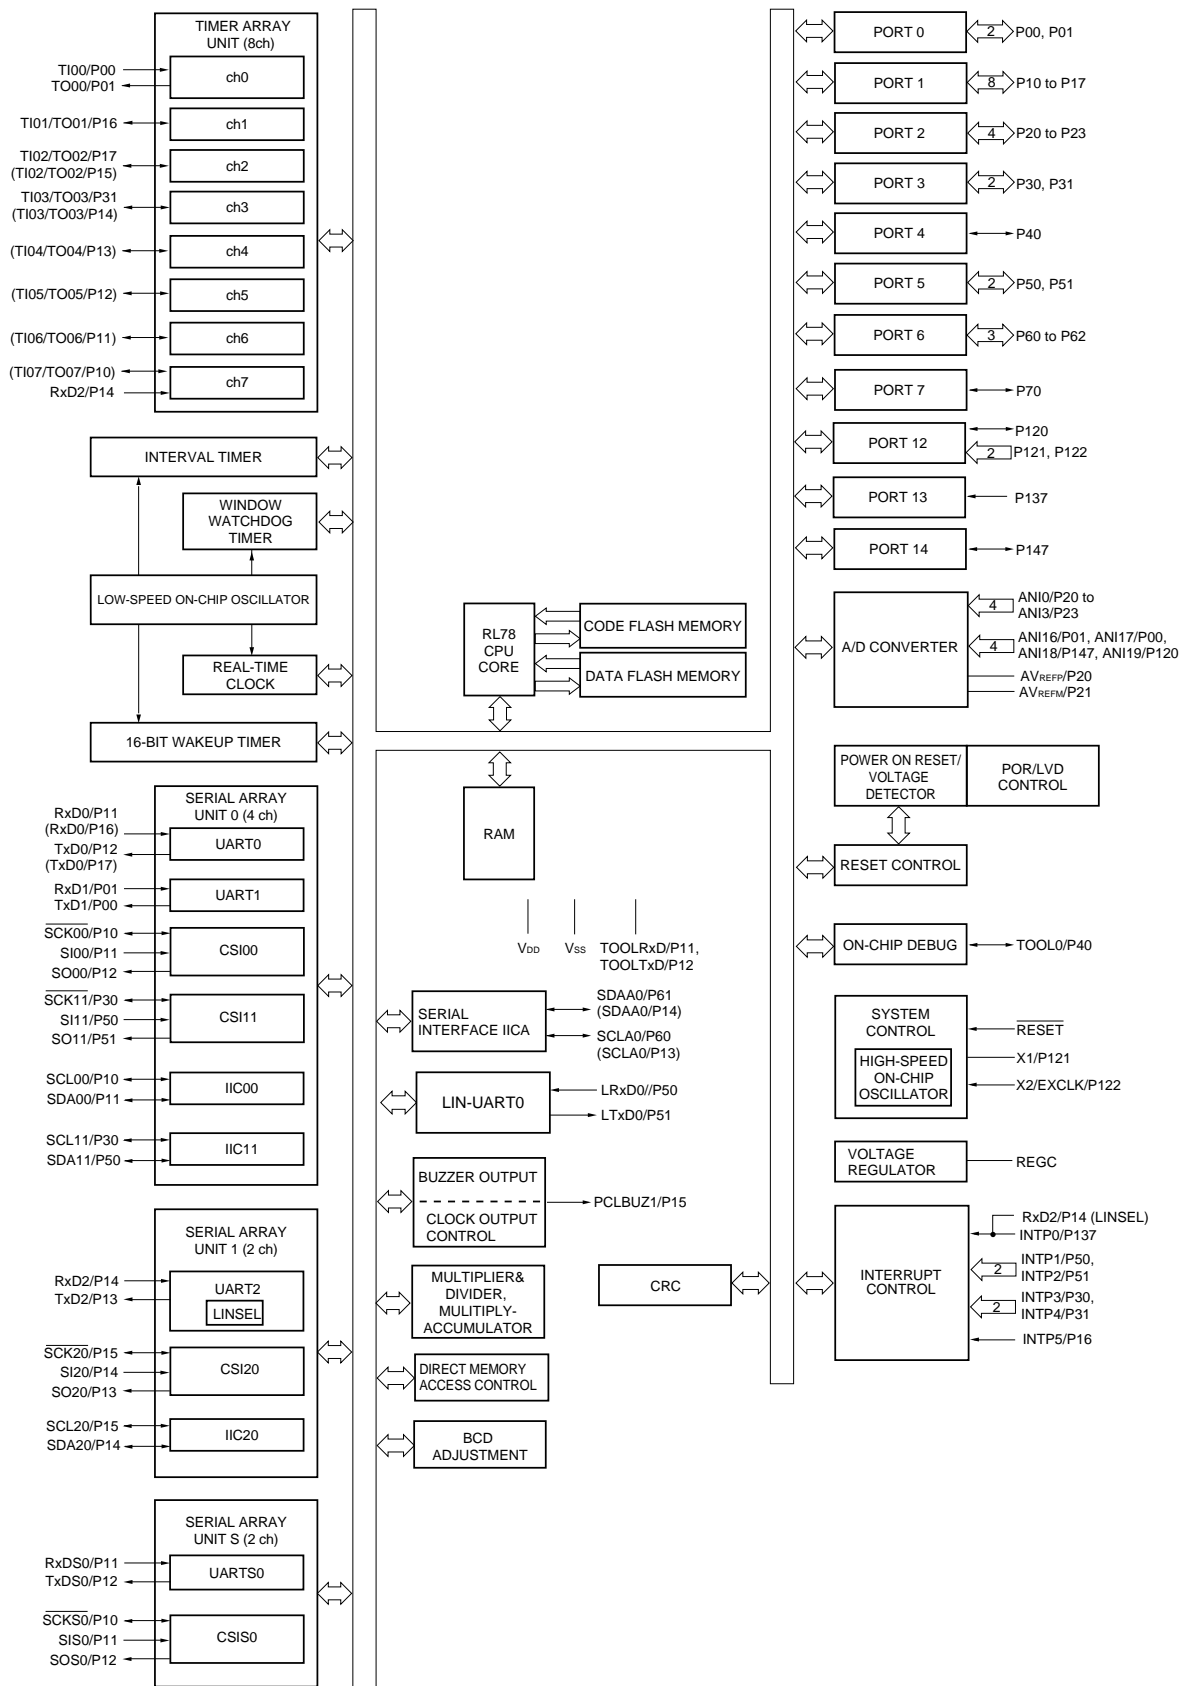 TIMER ARRAY
UNIT (8ch)
TI00/P00
TO00/P01
ch0
TI01/TO01/P16
ch1
TI02/TO02/P17
(TI02/TO02/P15)
ch2
TI03/TO03/P31
(TI03/TO03/P14)
ch3
(TI04/TO04/P13)
ch4
(TI05/TO05/P12)
ch5
(TI06/TO06/P11)
ch6
(TI07/TO07/P10)
RxD2/P14
ch7
INTERVAL TIMER
WINDOW
WATCHDOG
TIMER
LOW-SPEED ON-CHIP OSCILLATOR
REAL-TIME
CLOCK
16-BIT WAKEUP TIMER
SERIAL ARRAY
UNIT 0 (4 ch)
RxD0/P11
(RxD0/P16)
TxD0/P12
(TxD0/P17)
UART0
RxD1/P01
TxD1/P00
UART1
SCK00/P10
SI00/P11
SO00/P12
CSI00
SCK11/P30
SI11/P50
SO11/P51
CSI11
SCL00/P10
SDA00/P11
IIC00
SCL11/P30
SDA11/P50
IIC11
SERIAL ARRAY
UNIT 1 (2 ch)
RxD2/P14
TxD2/P13
UART2
LINSEL
SCK20/P15
SI20/P14
SO20/P13
CSI20
SCL20/P15
SDA20/P14
IIC20
SERIAL ARRAY
UNIT S (2 ch)
RxDS0/P11
TxDS0/P12
UARTS0
SCKS0/P10
SIS0/P11
SOS0/P12
CSIS0
RL78
CPU
CORE
CODE FLASH MEMORY
DATA FLASH MEMORY
RAM
VDD
VSS
TOOLRxD/P11,
TOOLTxD/P12
SERIAL
INTERFACE IICA
SDAA0/P61
(SDAA0/P14)
SCLA0/P60
(SCLA0/P13)
LIN-UART0
LRxD0//P50
LTxD0/P51
BUZZER OUTPUT
CLOCK OUTPUT
CONTROL
PCLBUZ1/P15
MULTIPLIER&
DIVIDER,
MULITIPLY-
ACCUMULATOR
DIRECT MEMORY
ACCESS CONTROL
BCD
ADJUSTMENT
CRC
PORT 0
2
P00, P01
PORT 1
8
P10 to P17
PORT 2
4
P20 to P23
PORT 3
2
P30, P31
PORT 4
P40
PORT 5
2
P50, P51
PORT 6
3
P60 to P62
PORT 7
P70
PORT 12
P120
2
P121, P122
PORT 13
P137
PORT 14
P147
A/D CONVERTER
4
ANI0/P20 to
ANI3/P23
4
ANI16/P01, ANI17/P00,
ANI18/P147, ANI19/P120
AVREFP/P20
AVREFM/P21
POWER ON RESET/
VOLTAGE
DETECTOR
POR/LVD
CONTROL
RESET CONTROL
ON-CHIP DEBUG
TOOL0/P40
SYSTEM
CONTROL
HIGH-SPEED
ON-CHIP
OSCILLATOR
RESET
X1/P121
X2/EXCLK/P122
VOLTAGE
REGULATOR
REGC
INTERRUPT
CONTROL
RxD2/P14 (LINSEL)
INTP0/P137
2
INTP1/P50,
INTP2/P51
2
INTP3/P30,
INTP4/P31
INTP5/P16